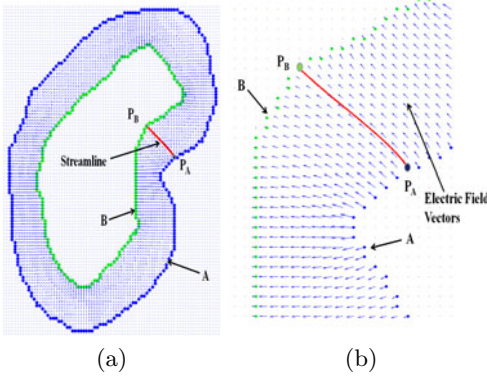 P_B
Streamline
P_A
B
A
(a)
P_B
B
P_A
Electric Field
Vectors
A
(b)